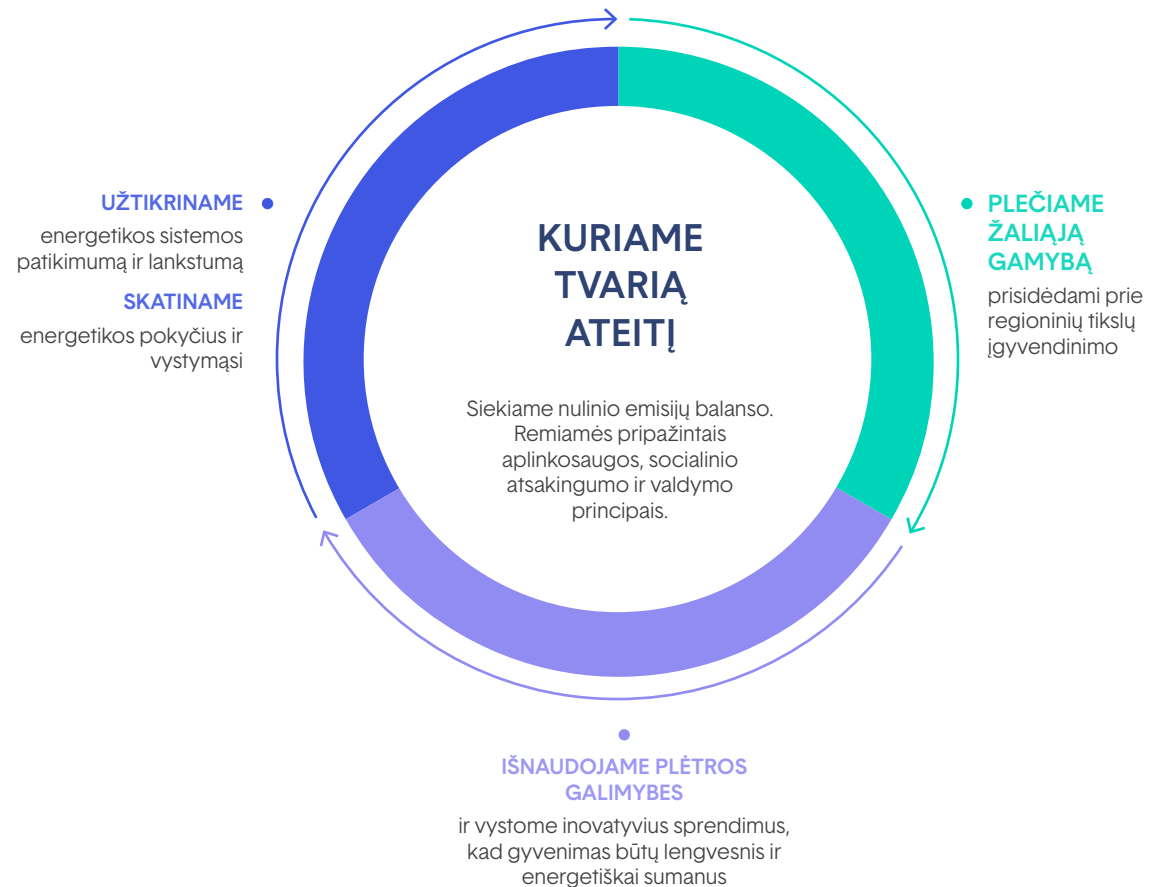 UŽTIKRINAME
energetikos sistemos
patikimumą ir lankstumą
SKATINAME
energetikos pokyčius ir
vystymąsi
KURIAME
TVARIĄ
ATEITĮ
Siekiame nulinio emisijų balanso.
Remiamės pripažintais
aplinkosaugos, socialinio
atsakingumo ir valdymo
principais.
PLEČIAME
ŽALIĄJĄ
GAMYBĄ
prisidėdami prie
regioninių tikslų
įgyvendinimo
IŠNAUDOJAME PLĖTROS
GALIMYBES
ir vystome inovatyvius sprendimus,
kad gyvenimas būtų lengvesnis ir
energetiškai sumanus